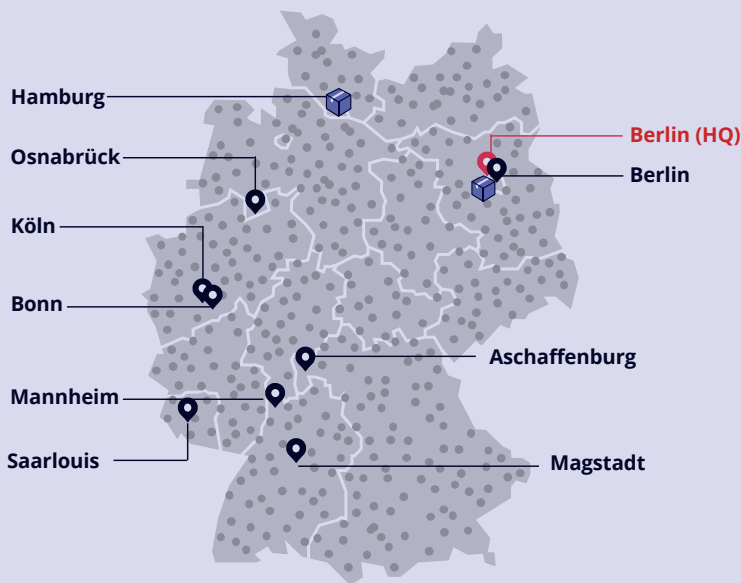 Hamburg
Berlin (HQ)
Osnabrück
Berlin
Köln
Bonn
Aschaffenburg
Mannheim
Saarlouis
Magstadt